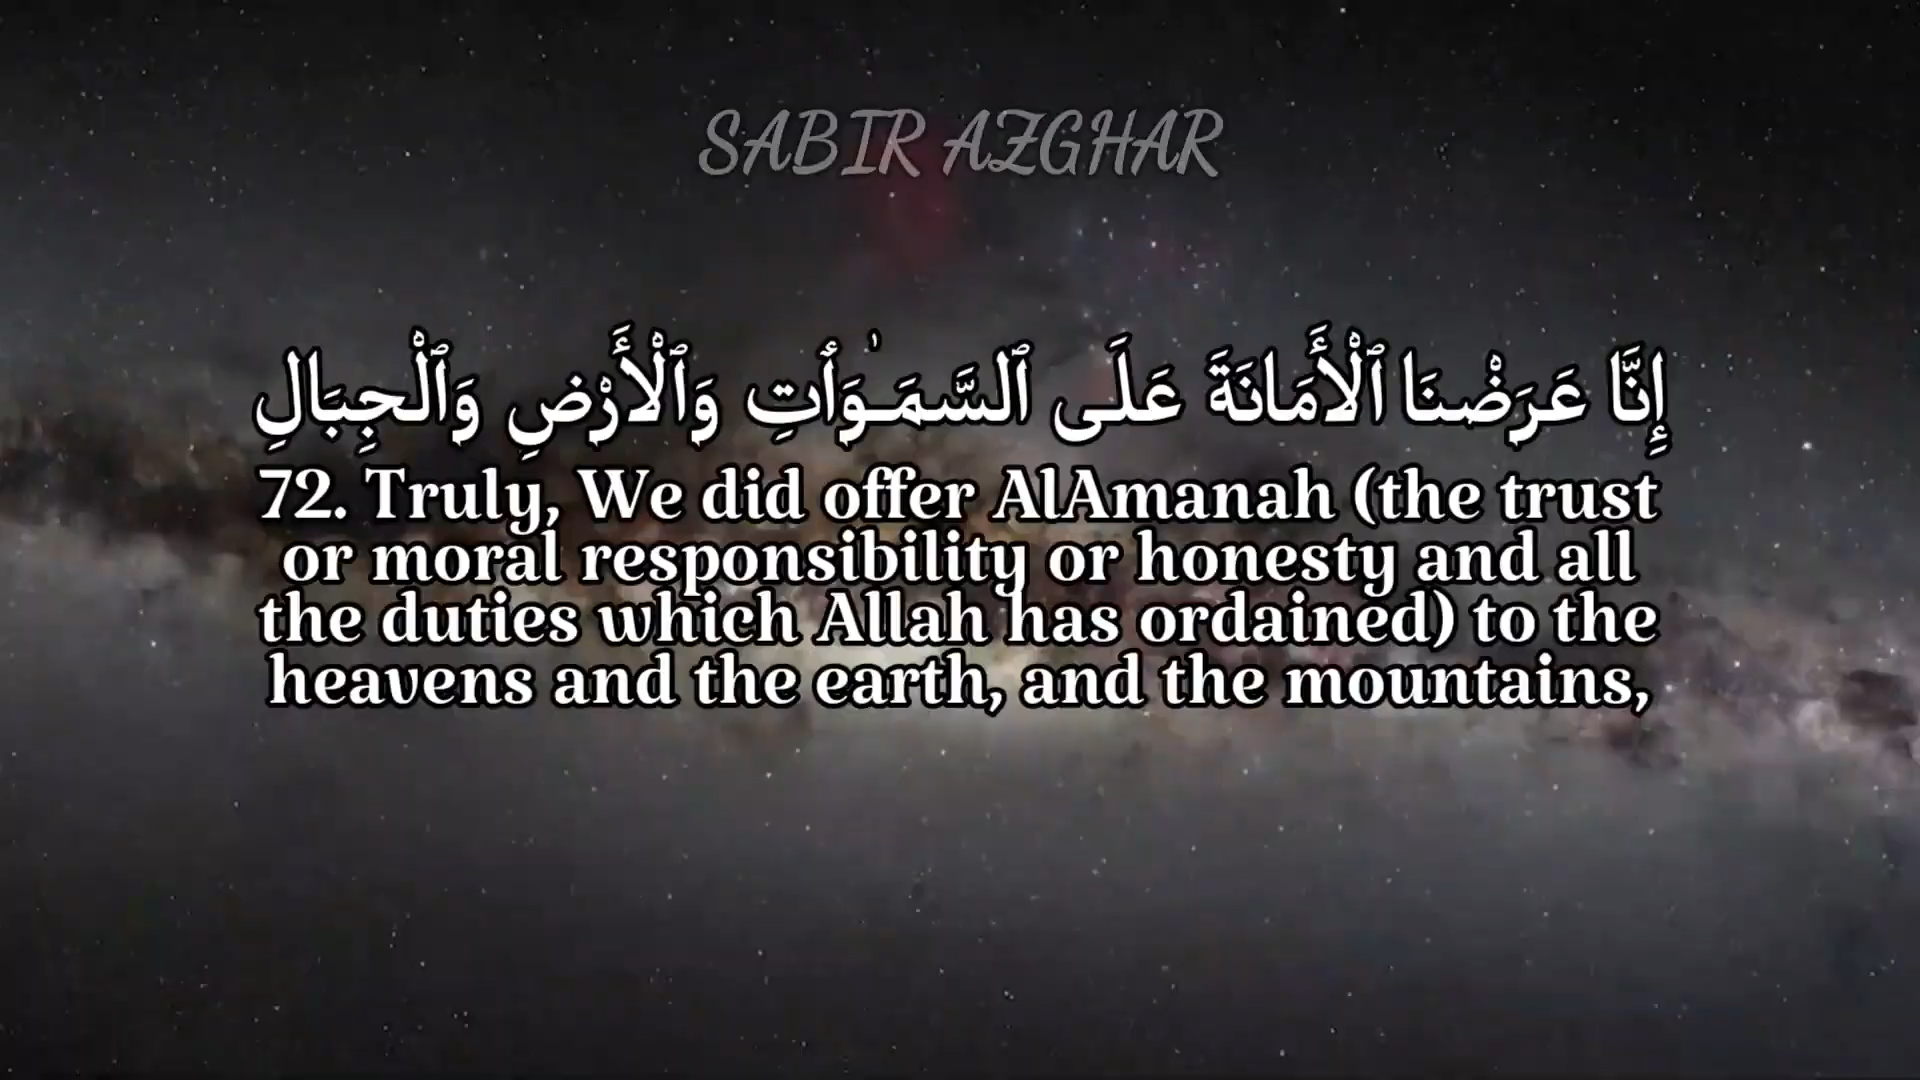 SABIR AZGHAR
إِنَّا عَرَضْنَا ٱلْأَمَانَةَ عَلَى ٱلسَّمَـٰوَٲتِ وَٱلْأَرْضِ وَٱلْجِبَالِ
72. Truly, We did offer AlAmanah (the trust
or moral responsibility or honesty and all
the duties which Allah has ordained) to the
heavens and the earth, and the mountains,